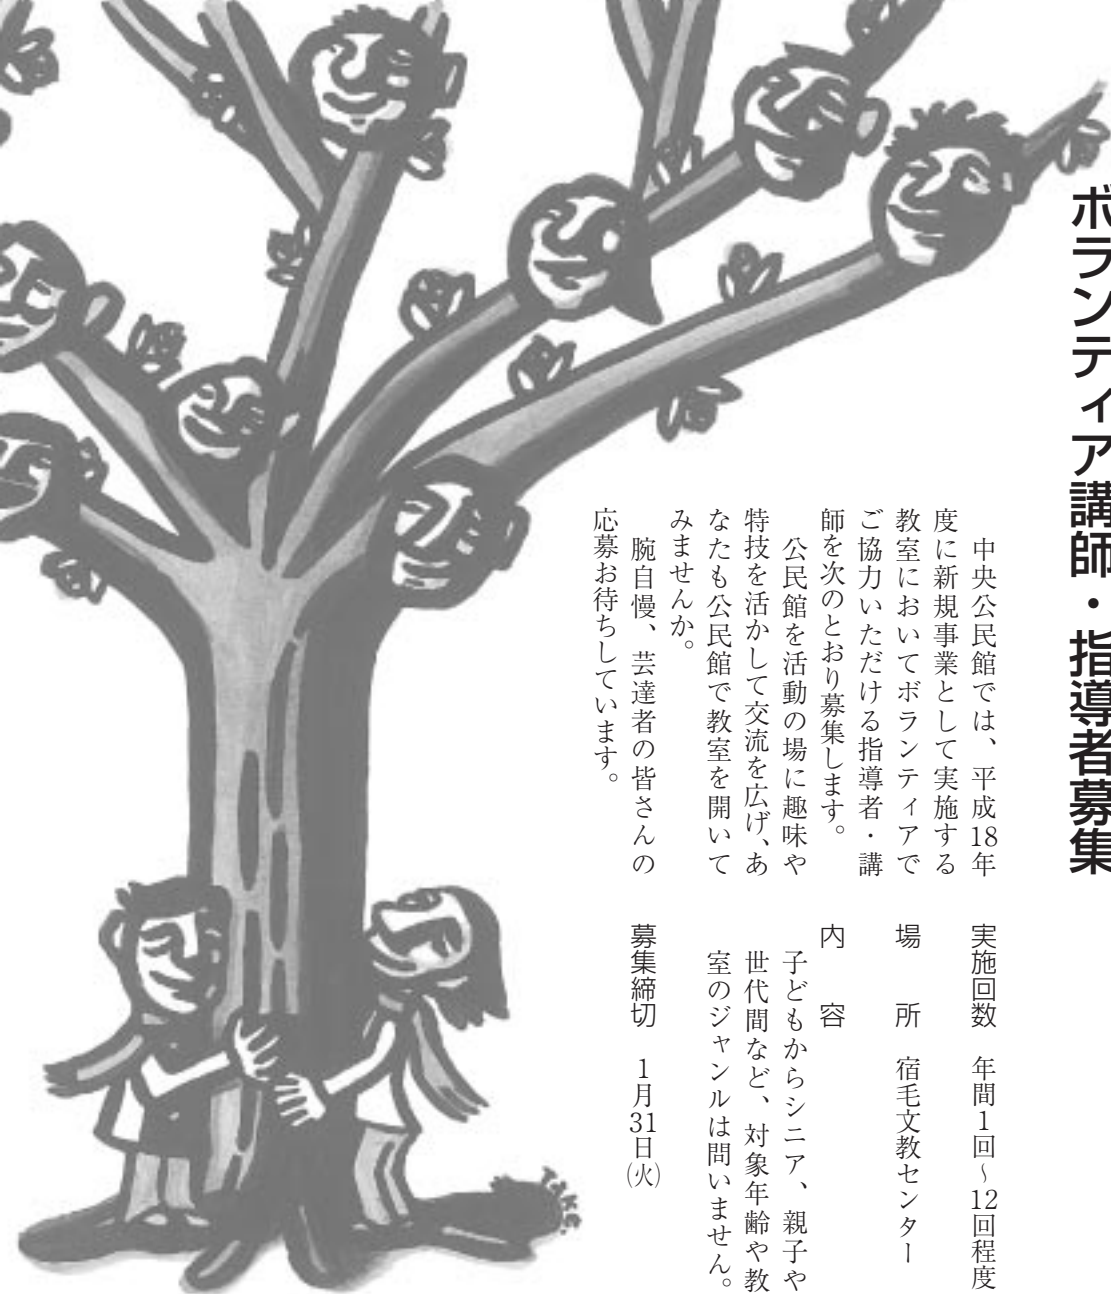 ボランティア講師・指導者募集
中央公民館では、平成18年
度に新規事業として実施する
教室においてボランティアで
ご協力いただける指導者・講
師を次のとおり募集します。
公民館を活動の場に趣味や
特技を活かして交流を広げ、あ
なたも公民館で教室を開いて
みませんか。
腕自慢、芸達者の皆さんの
応募お待ちしています。
実施回数　年間1回~12回程度
場　所　宿毛文教センター
内　容
子どもからシニア、親子や
世代間など、対象年齢や教
室のジャンルは問いません。
募集締切　1月31日(火)
TAKE.